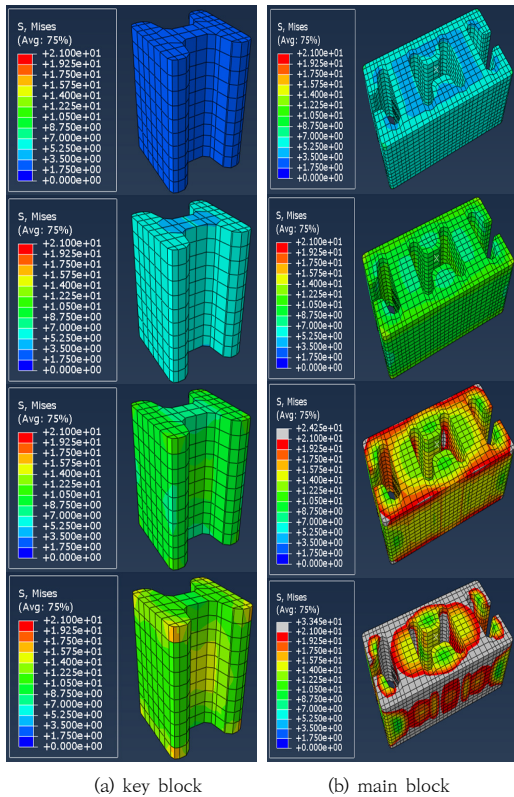 S, Mises
(Avg: 75%)
+2.100e+01
+1.925e+01
+1.750e+01
+1.575e+01
+1.400e+01
+1.225e+01
+1.050e+01
+8.750e+00
+7.000e+00
+5.250e+00
+3.500e+00
+1.750e+00
+0.000e+00
S, Mises
(Avg: 75%)
+2.100e+01
+1.925e+01
+1.750e+01
+1.575e+01
+1.400e+01
+1.225e+01
+1.050e+01
+8.750e+00
+7.000e+00
+5.250e+00
+3.500e+00
+1.750e+00
+0.000e+00
S, Mises
(Avg: 75%)
+2.100e+01
+1.925e+01
+1.750e+01
+1.575e+01
+1.400e+01
+1.225e+01
+1.050e+01
+8.750e+00
+7.000e+00
+5.250e+00
+3.500e+00
+1.750e+00
+0.000e+00
S, Mises
(Avg: 75%)
+2.100e+01
+1.925e+01
+1.750e+01
+1.575e+01
+1.400e+01
+1.225e+01
+1.050e+01
+8.750e+00
+7.000e+00
+5.250e+00
+3.500e+00
+1.750e+00
+0.000e+00
(a) key block
S, Mises
(Avg: 75%)
+2.100e+01
+1.925e+01
+1.750e+01
+1.575e+01
+1.400e+01
+1.225e+01
+1.050e+01
+8.750e+00
+7.000e+00
+5.250e+00
+3.500e+00
+1.750e+00
+0.000e+00
S, Mises
(Avg: 75%)
+2.100e+01
+1.925e+01
+1.750e+01
+1.575e+01
+1.400e+01
+1.225e+01
+1.050e+01
+8.750e+00
+7.000e+00
+5.250e+00
+3.500e+00
+1.750e+00
+0.000e+00
S, Mises
(Avg: 75%)
+2.425e+01
+2.100e+01
+1.925e+01
+1.750e+01
+1.575e+01
+1.400e+01
+1.225e+01
+1.050e+01
+8.750e+00
+7.000e+00
+5.250e+00
+3.500e+00
+1.750e+00
+0.000e+00
S, Mises
(Avg: 75%)
+3.345e+01
+2.100e+01
+1.925e+01
+1.750e+01
+1.575e+01
+1.400e+01
+1.225e+01
+1.050e+01
+8.750e+00
+7.000e+00
+5.250e+00
+3.500e+00
+1.750e+00
+0.000e+00
(b) main block